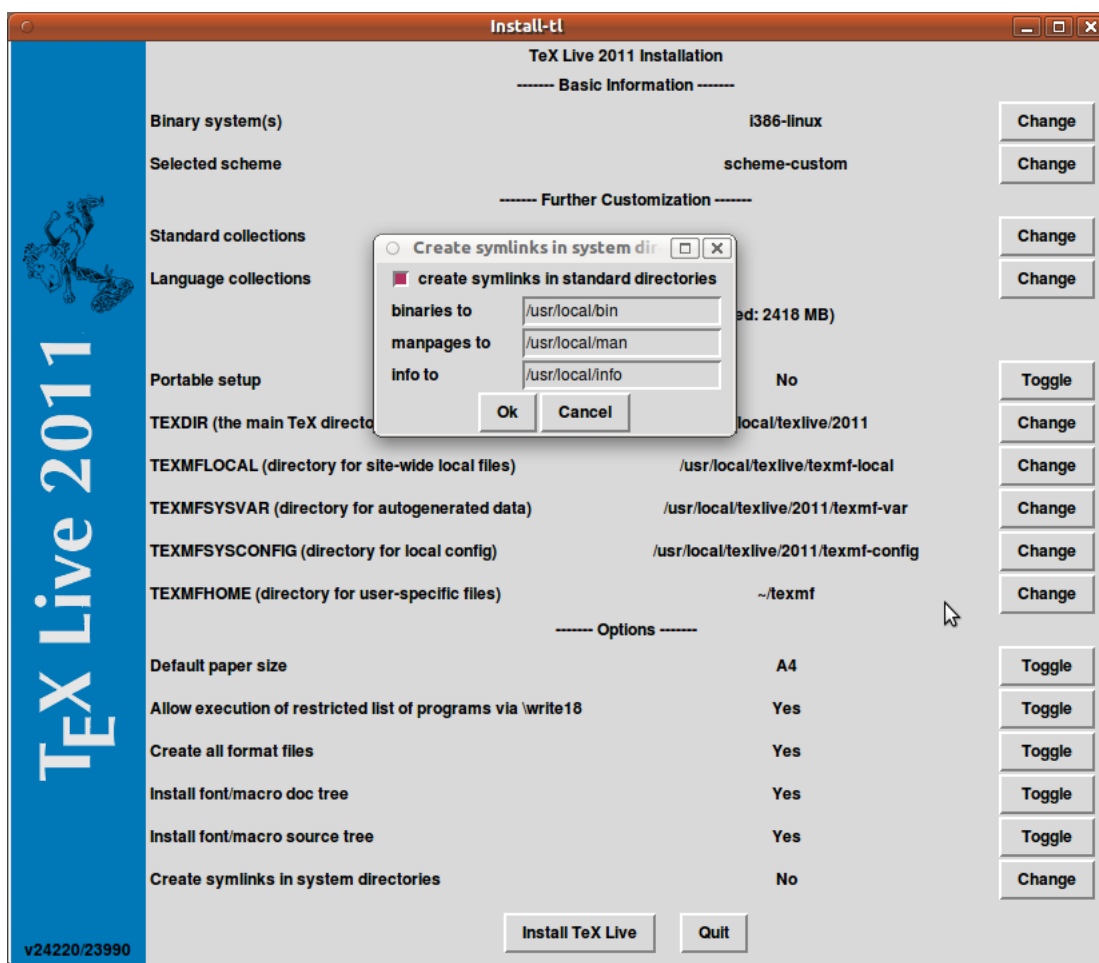 Install-tl
TeX Live 2011 Installation
------- Basic Information -------
Binary system(s) i386-linux Change
Selected scheme scheme-custom Change
------- Further Customization -------
Standard collections Change
Language collections Change
ed: 2418 MB)
Create symlinks in system dir
create symlinks in standard directories
binaries to /usr/local/bin
manpages to /usr/local/man
info to /usr/local/info
Ok Cancel
Portable setup No Toggle
TEXDIR (the main TeX directo local/texlive/2011 Change
TEXMFLOCAL (directory for site-wide local files) /usr/local/texlive/texmf-local Change
TEXMFSYSVAR (directory for autogenerated data) /usr/local/texlive/2011/texmf-var Change
TEXMFSYSCONFIG (directory for local config) /usr/local/texlive/2011/texmf-config Change
TEXMFHOME (directory for user-specific files) ~/texmf Change
------- Options -------
Default paper size A4 Toggle
Allow execution of restricted list of programs via \write18 Yes Toggle
Create all format files Yes Toggle
Install font/macro doc tree Yes Toggle
Install font/macro source tree Yes Toggle
Create symlinks in system directories No Change
Install TeX Live Quit
TEX Live 2011
v24220/23990